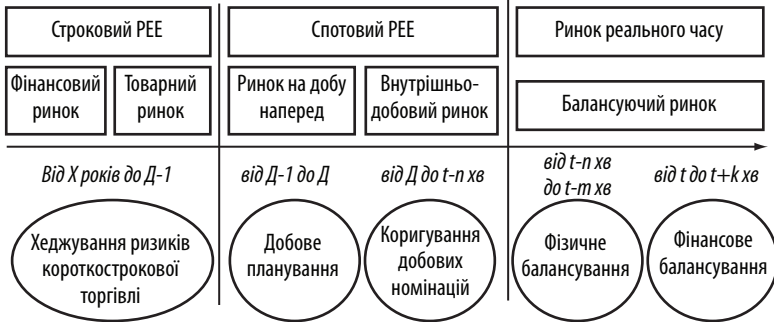 Строковий РЕЕ
Спотовий РЕЕ
Ринок реального часу
Фінансовий
ринок
Товарний
ринок
Ринок на добу
наперед
Внутрішньо-
добовий ринок
Балансуючий ринок
Від Х років до Д-1
від Д-1 до Д
від Д до t-n хв
від t-n хв
до t-m хв
від t до t+k хв
Хеджування ризиків
короткострокової
торгівлі
Добове
планування
Коригування
добових
номінацій
Фізичне
балансування
Фінансове
балансування